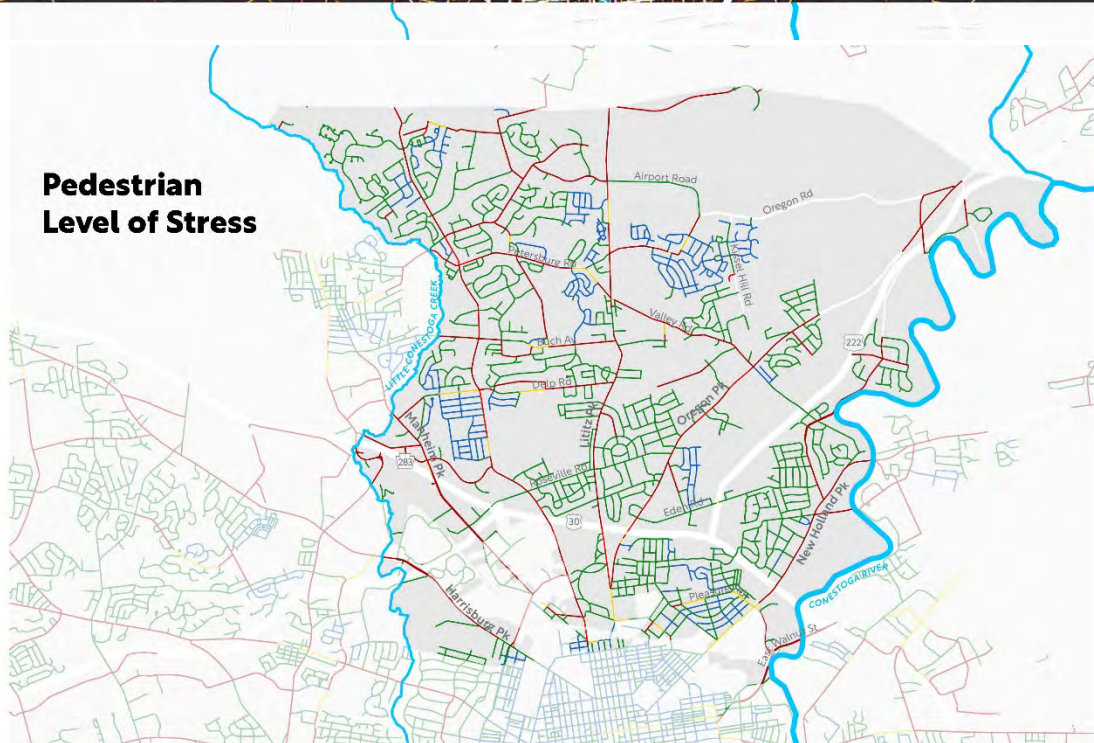 Pedestrian
Level of Stress
Airport Road
Oregon Rd
Petersburg Rd
Kissel Hill Rd
LITTLE CONESTOGA CREEK
Valley Rd
222
Buch Av
Delp Rd
Manheim Pk
Lititz Pk
Oregon Pk
283
Roseville Rd
Eden Rd
30
New Holland Pk
CONESTOGA RIVER
Harrisburg Pk
East Walnut St